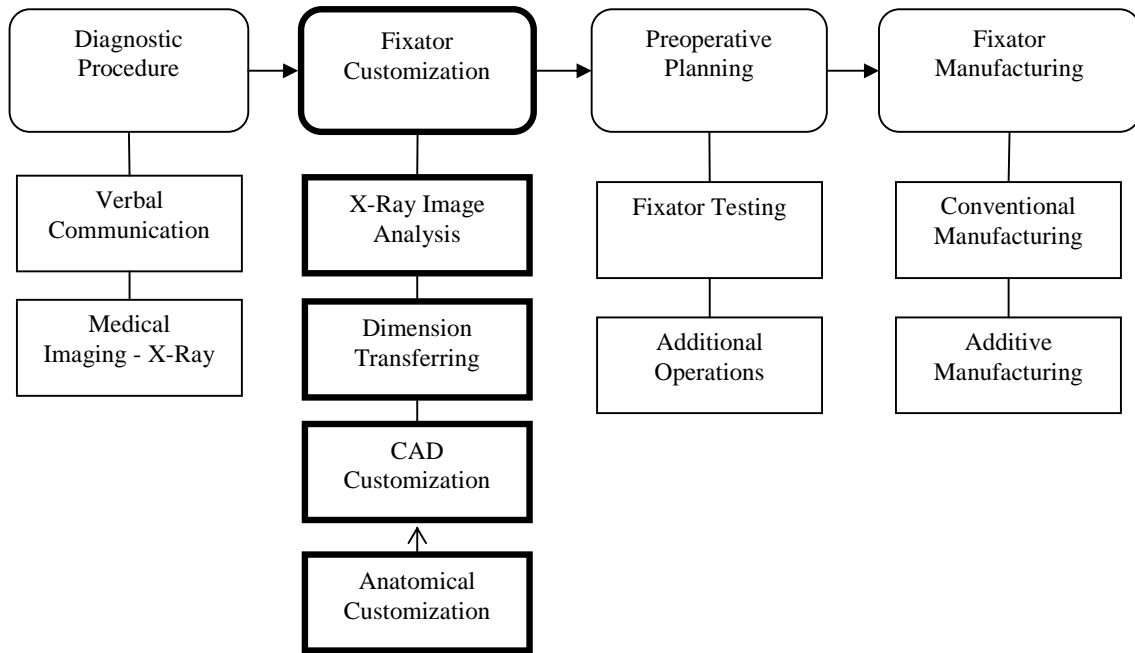 Diagnostic
Procedure
Fixator
Customization
Preoperative
Planning
Fixator
Manufacturing
Verbal
Communication
Medical
Imaging - X-Ray
X-Ray Image
Analysis
Dimension
Transferring
CAD
Customization
Anatomical
Customization
Fixator Testing
Additional
Operations
Conventional
Manufacturing
Additive
Manufacturing